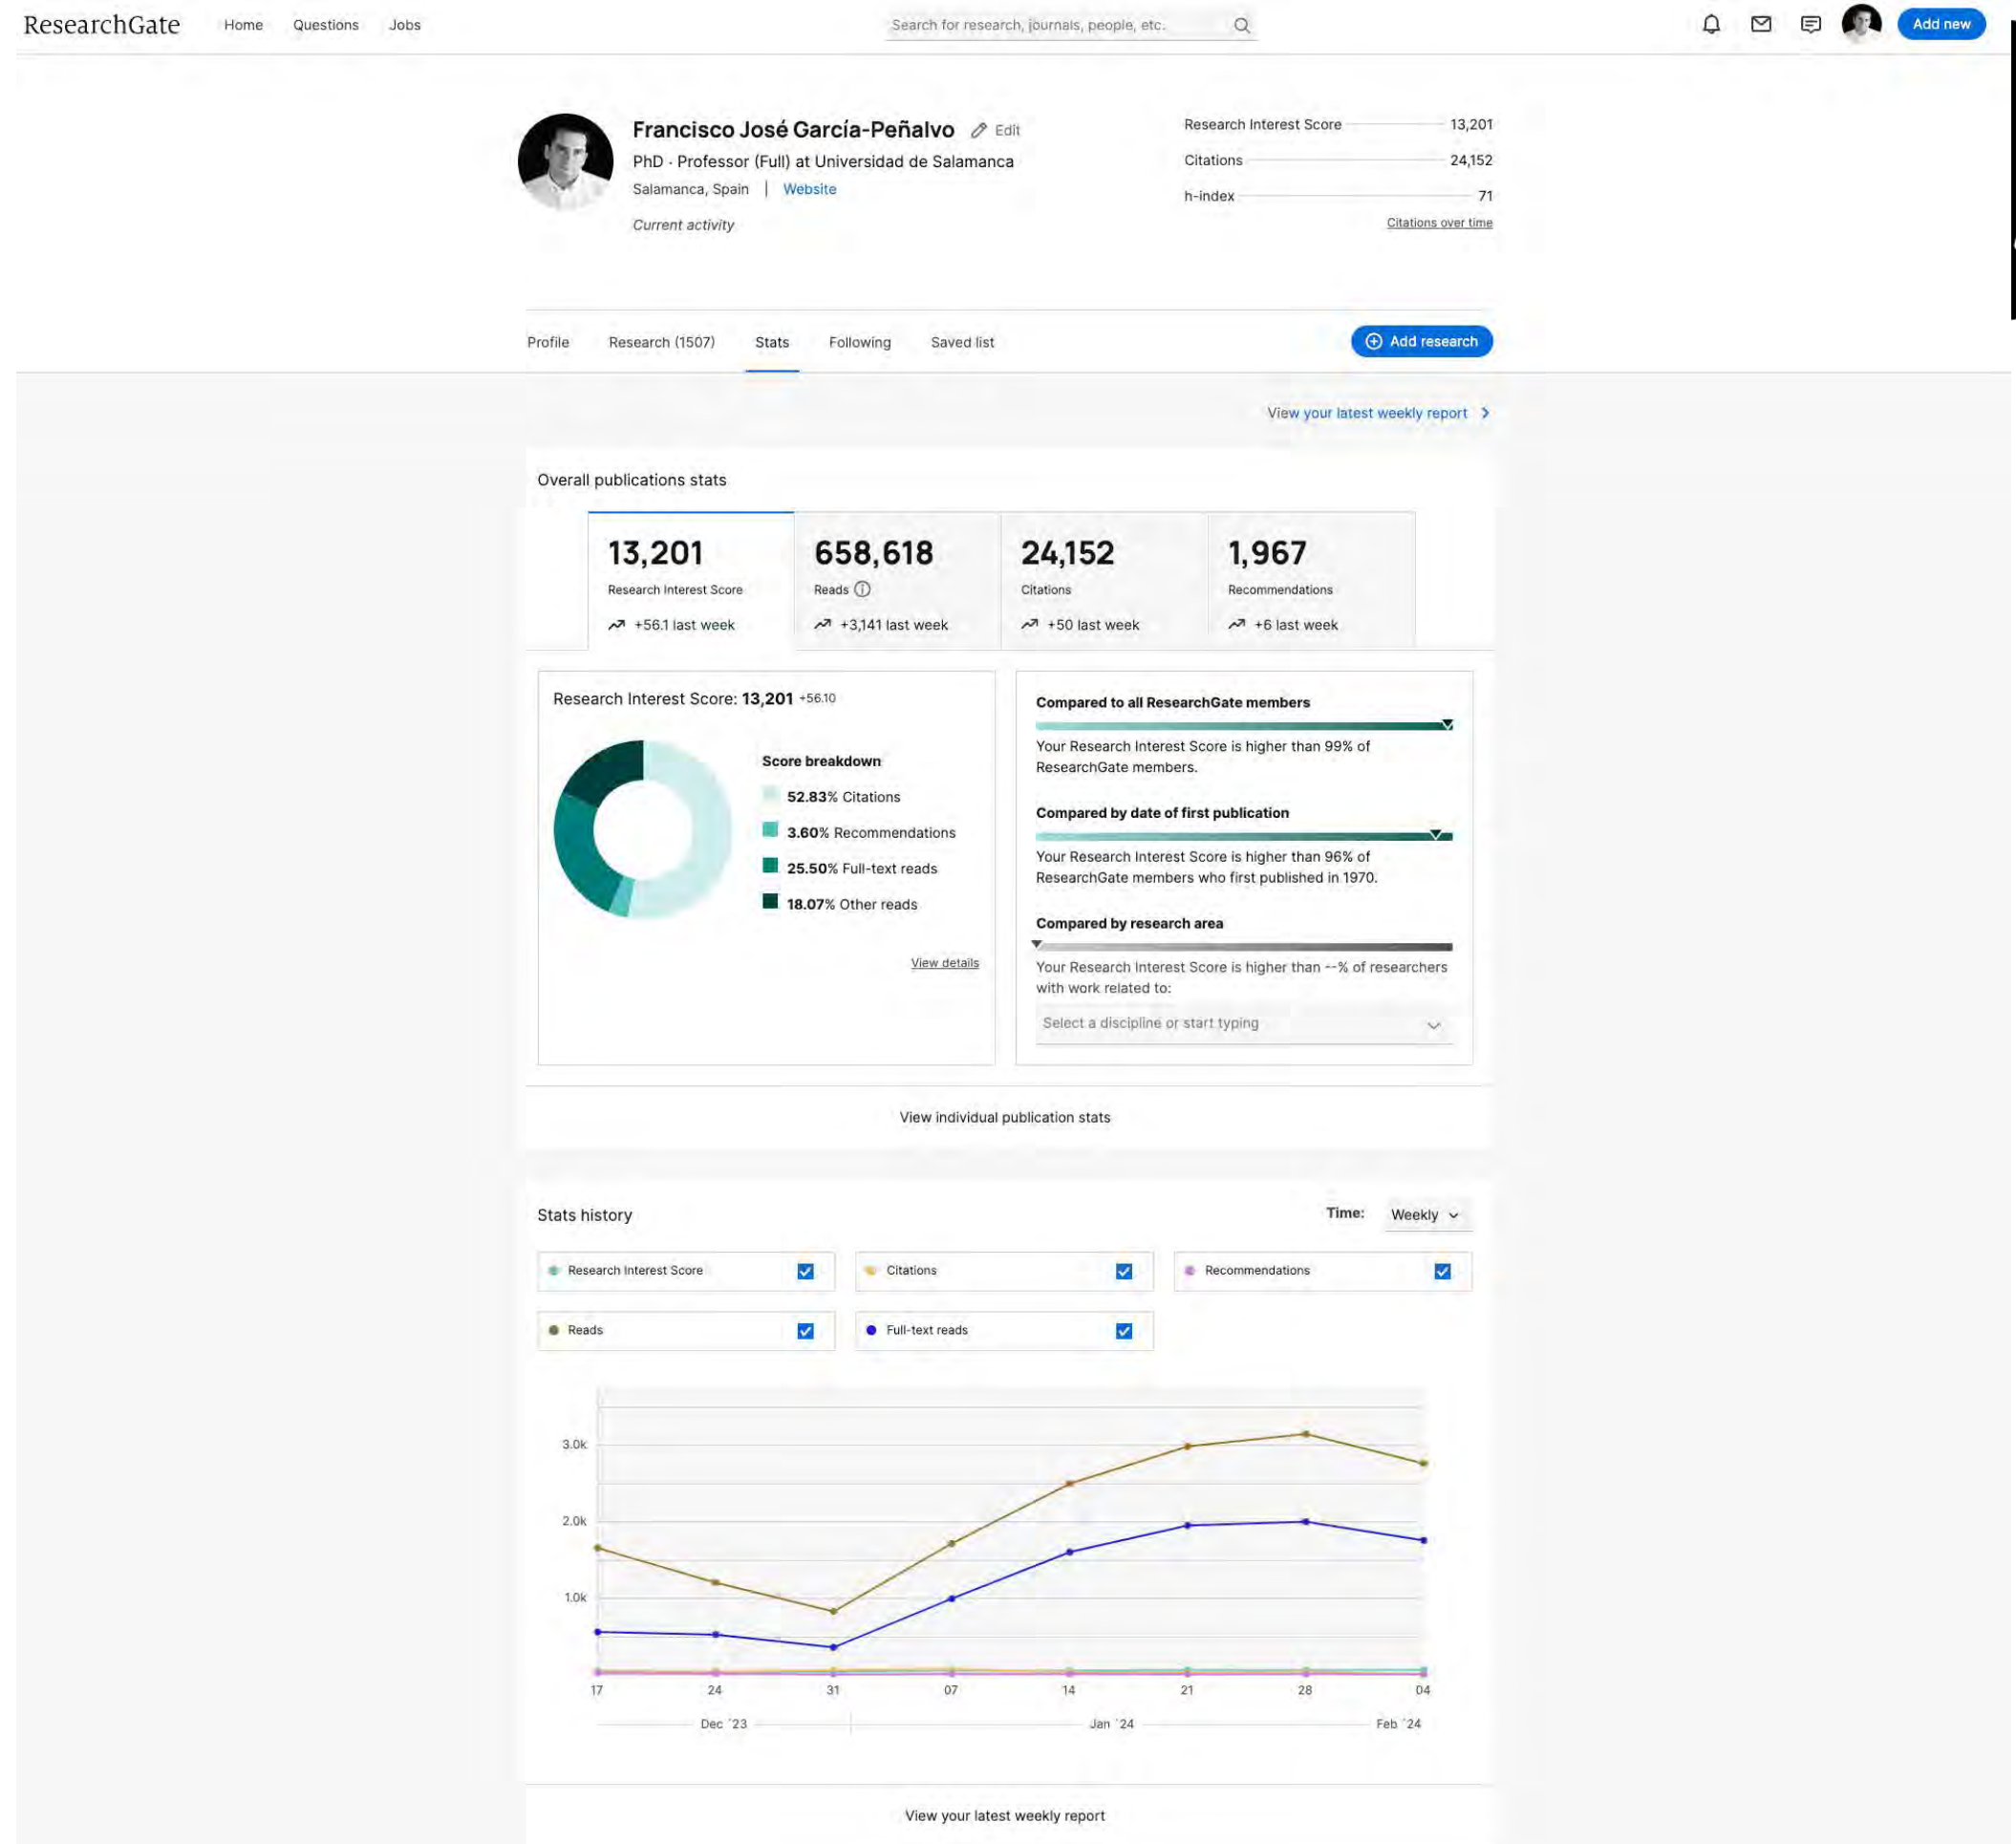 ResearchGate Home Questions Jobs Search for research, journals, people, etc. Add new
Francisco José García-Peñalvo Edit
PhD · Professor (Full) at Universidad de Salamanca
Salamanca, Spain | Website
Current activity
Research Interest Score 13,201
Citations 24,152
h-index 71
Citations over time
Profile Research (1507) Stats Following Saved list Add research
View your latest weekly report
Overall publications stats
13,201 658,618 24,152 1,967
Research Interest Score Reads Citations Recommendations
+56.1 last week +3,141 last week +50 last week +6 last week
Research Interest Score: 13,201 +56.10
Score breakdown
52.83% Citations
3.60% Recommendations
25.50% Full-text reads
18.07% Other reads
View details
Compared to all ResearchGate members
Your Research Interest Score is higher than 99% of
ResearchGate members.
Compared by date of first publication
Your Research Interest Score is higher than 96% of
ResearchGate members who first published in 1970.
Compared by research area
Your Research Interest Score is higher than --% of researchers
with work related to:
Select a discipline or start typing
View individual publication stats
Stats history Time: Weekly
Research Interest Score Citations Recommendations
Reads Full-text reads
3.0k
2.0k
1.0k
17 24 31 07 14 21 28 04
Dec ´23 Jan ´24 Feb ´24
View your latest weekly report